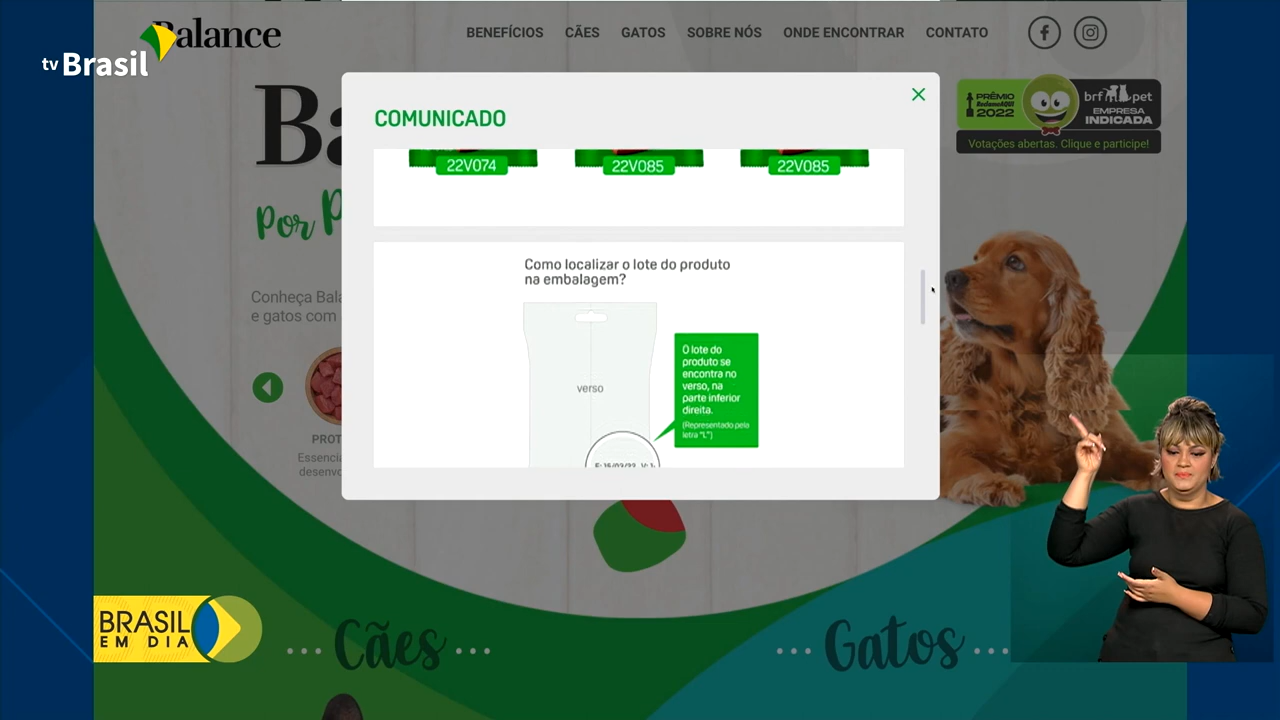 Balance
BENEFÍCIOS CÃES GATOS SOBRE NÓS ONDE ENCONTRAR CONTATO
tv Brasil
COMUNICADO
PRÊMIO
ReclameAQUI
2022
brf pet
EMPRESA
INDICADA
Votações abertas. Clique e participe!
22V074 22V085 22V085
Por
Como localizar o lote do produto
na embalagem?
Conheça
e gatos com
verso
O lote do
produto se
encontra no
verso, na
parte inferior
direita.
(Representado pela
letra "L")
BRASIL
EM DIA
Cães
Gatos